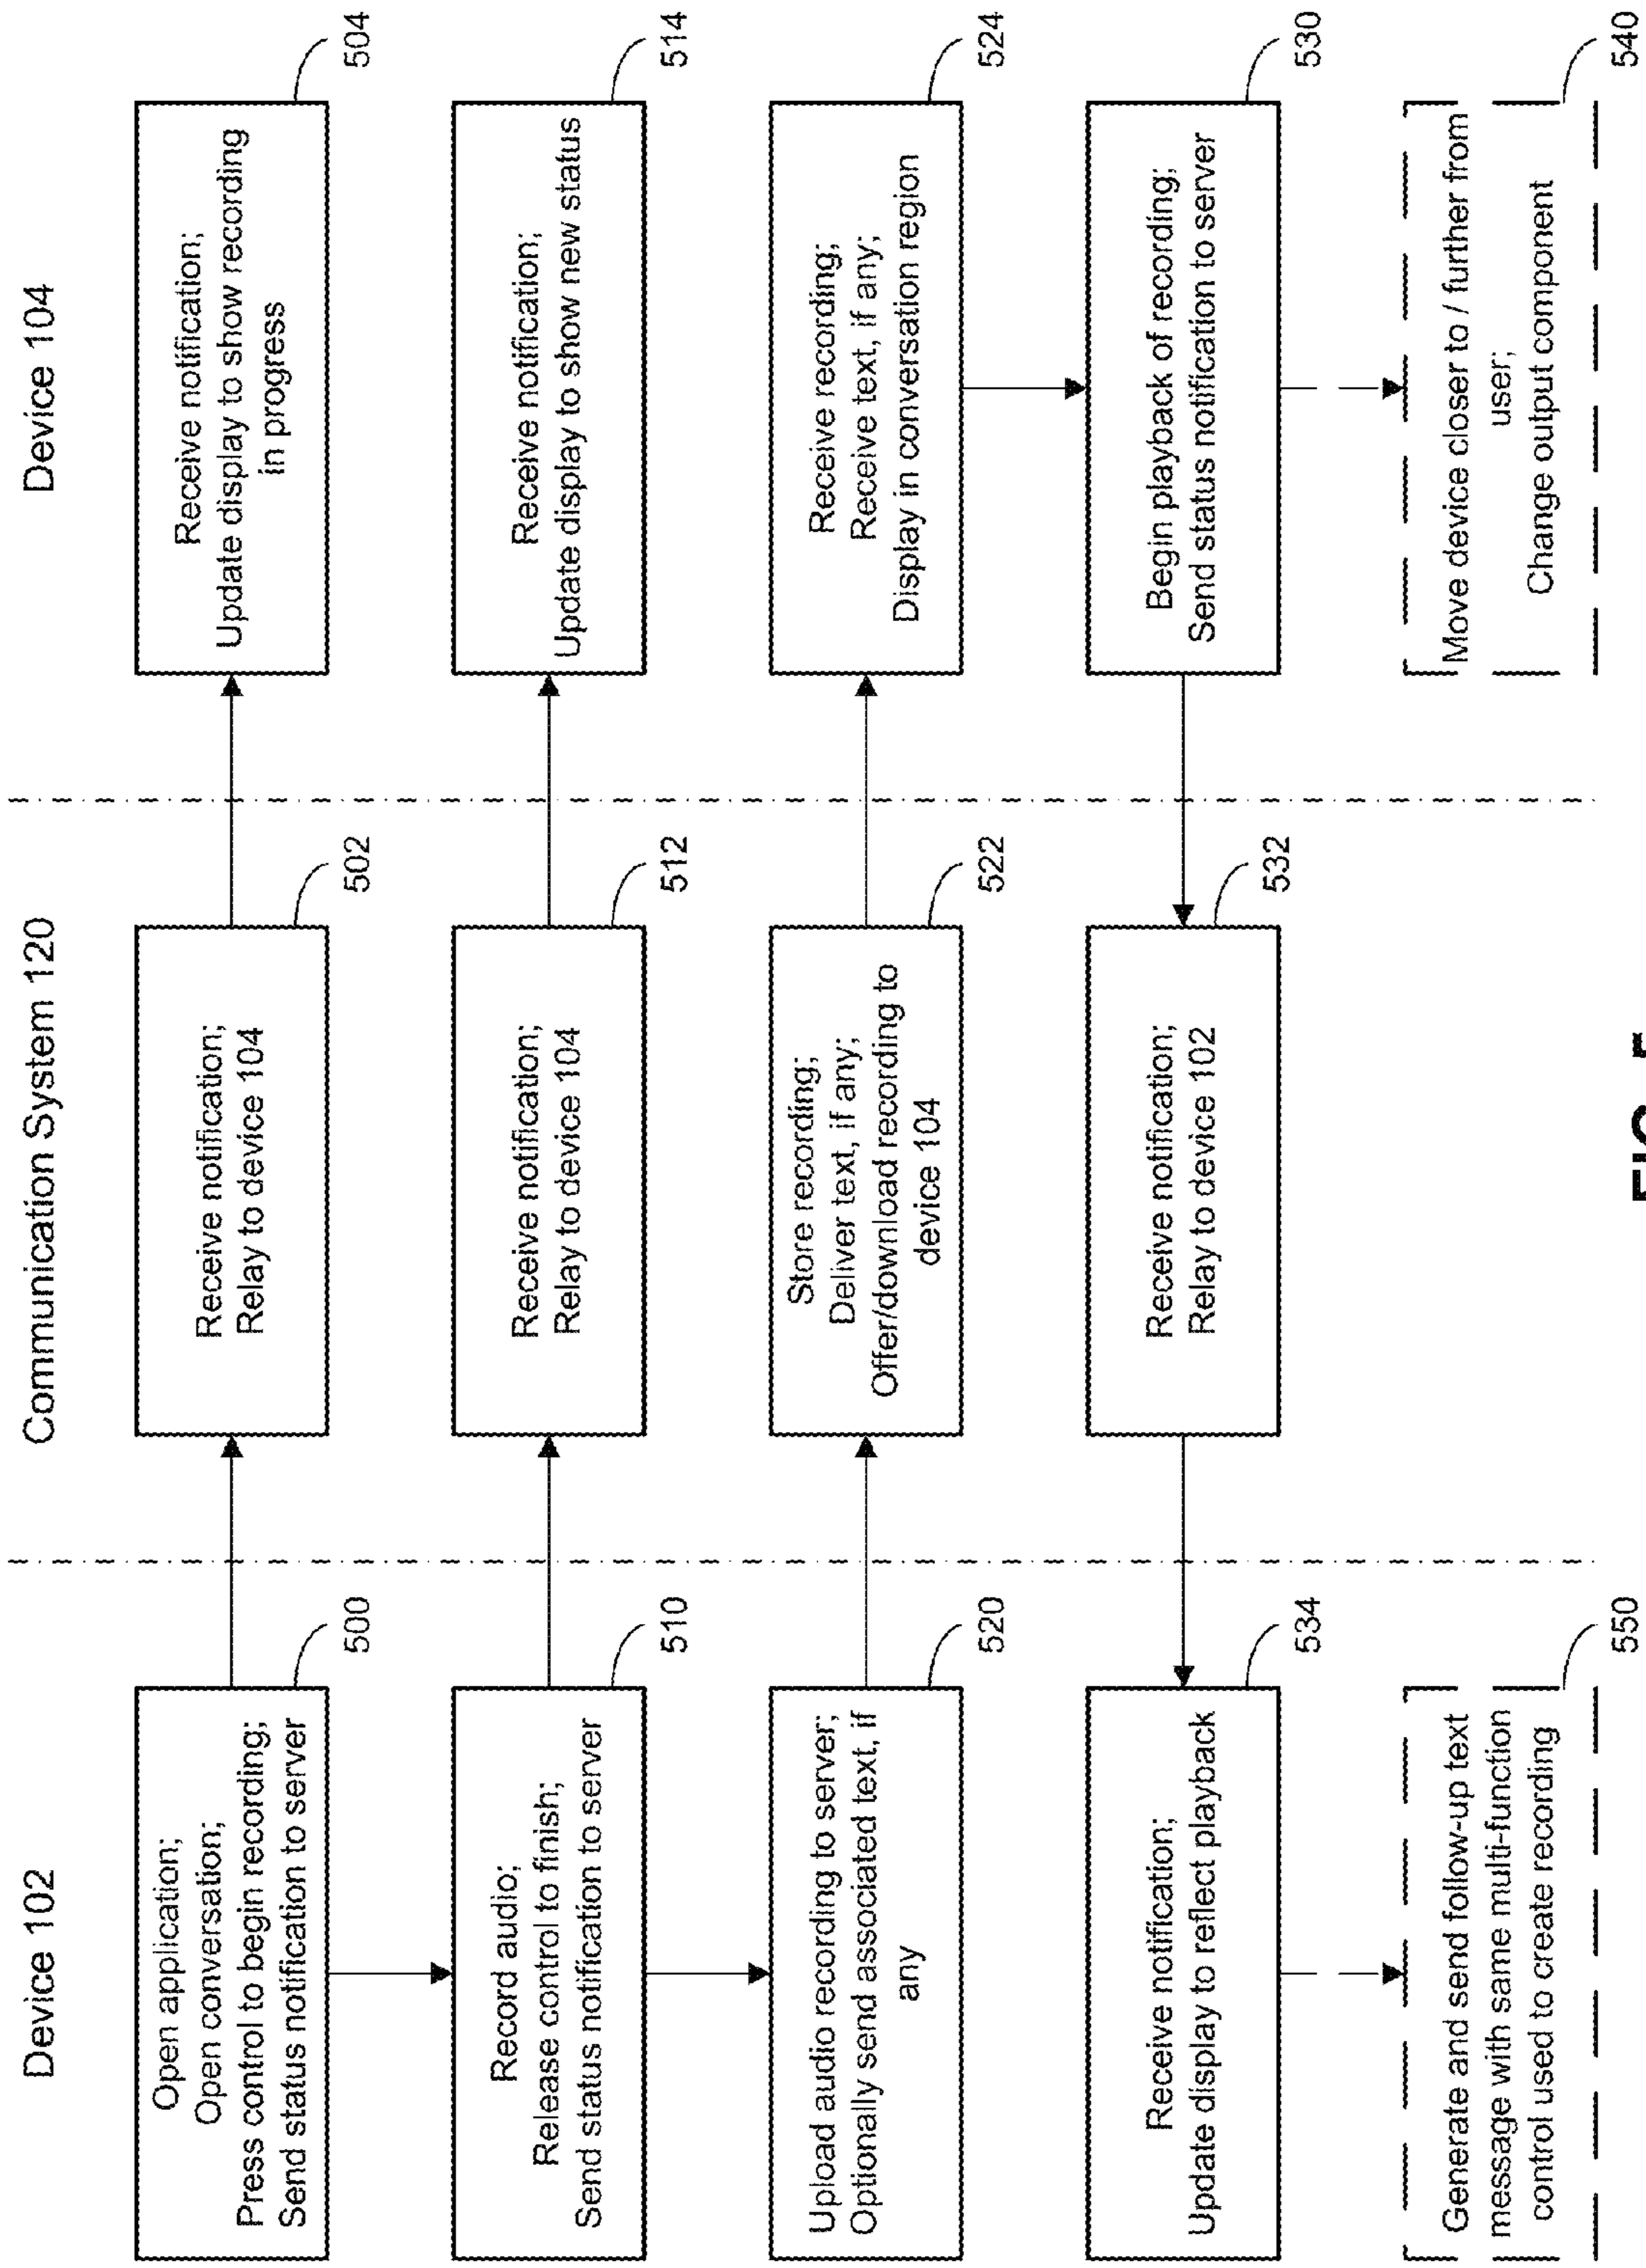 Device 102
Communication System 120
Device 104
Open application;
Open conversation;
Press control to begin recording;
Send status notification to server
500
Receive notification;
Relay to device 104
502
Receive notification;
Update display to show recording
in progress
504
Record audio;
Release control to finish;
Send status notification to server
510
Receive notification;
Relay to device 104
512
Receive notification;
Update display to show new status
514
Upload audio recording to server;
Optionally send associated text, if
any
520
Store recording;
Deliver text, if any;
Offer/download recording to
device 104
522
Receive recording;
Receive text, if any;
Display in conversation region
524
Receive notification;
Update display to reflect playback
534
Receive notification;
Relay to device 102
532
Begin playback of recording;
Send status notification to server
530
Generate and send follow-up text
message with same multi-function
control used to create recording
550
Move device closer to / further from
user;
Change output component
540